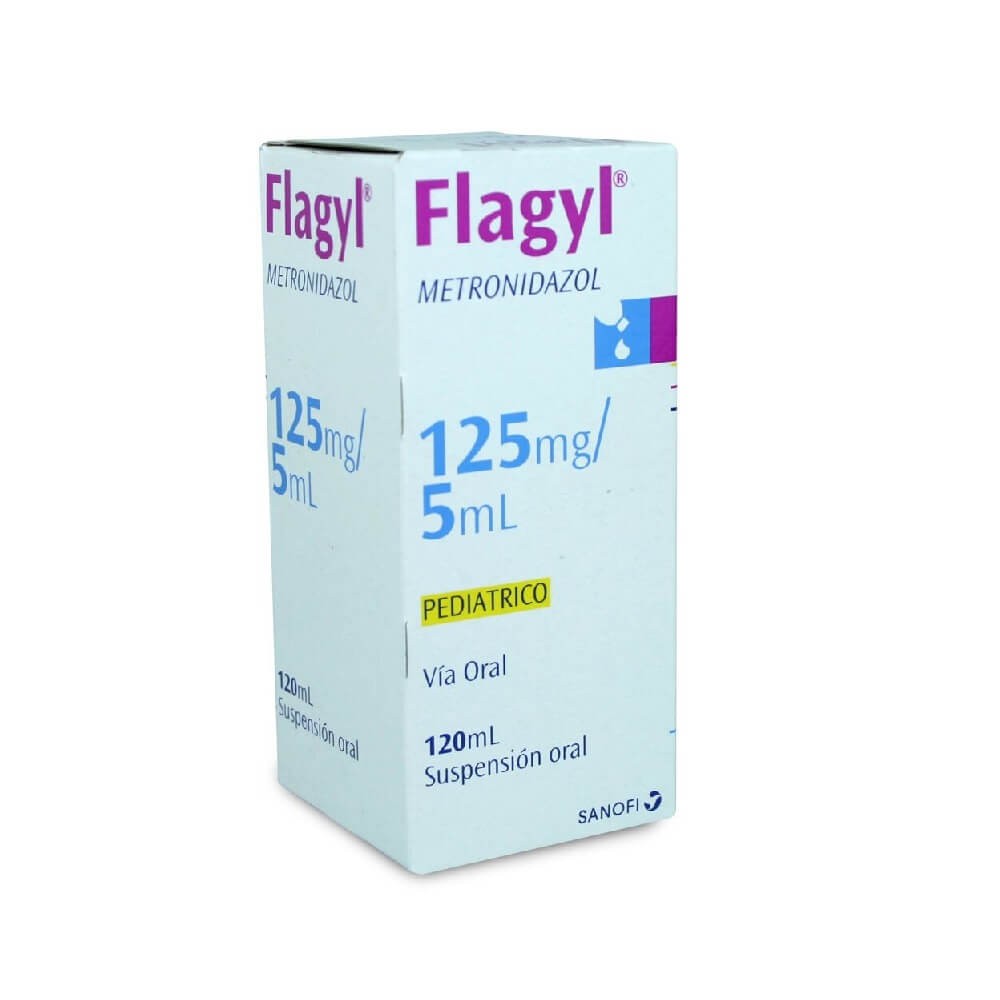 Flagyl®
METRONIDAZOL
125mg/
5mL
120mL
Suspensión oral
Flagyl®
METRONIDAZOL
125mg/
5mL
PEDIATRICO
Vía Oral
120mL
Suspensión oral
SANOFI